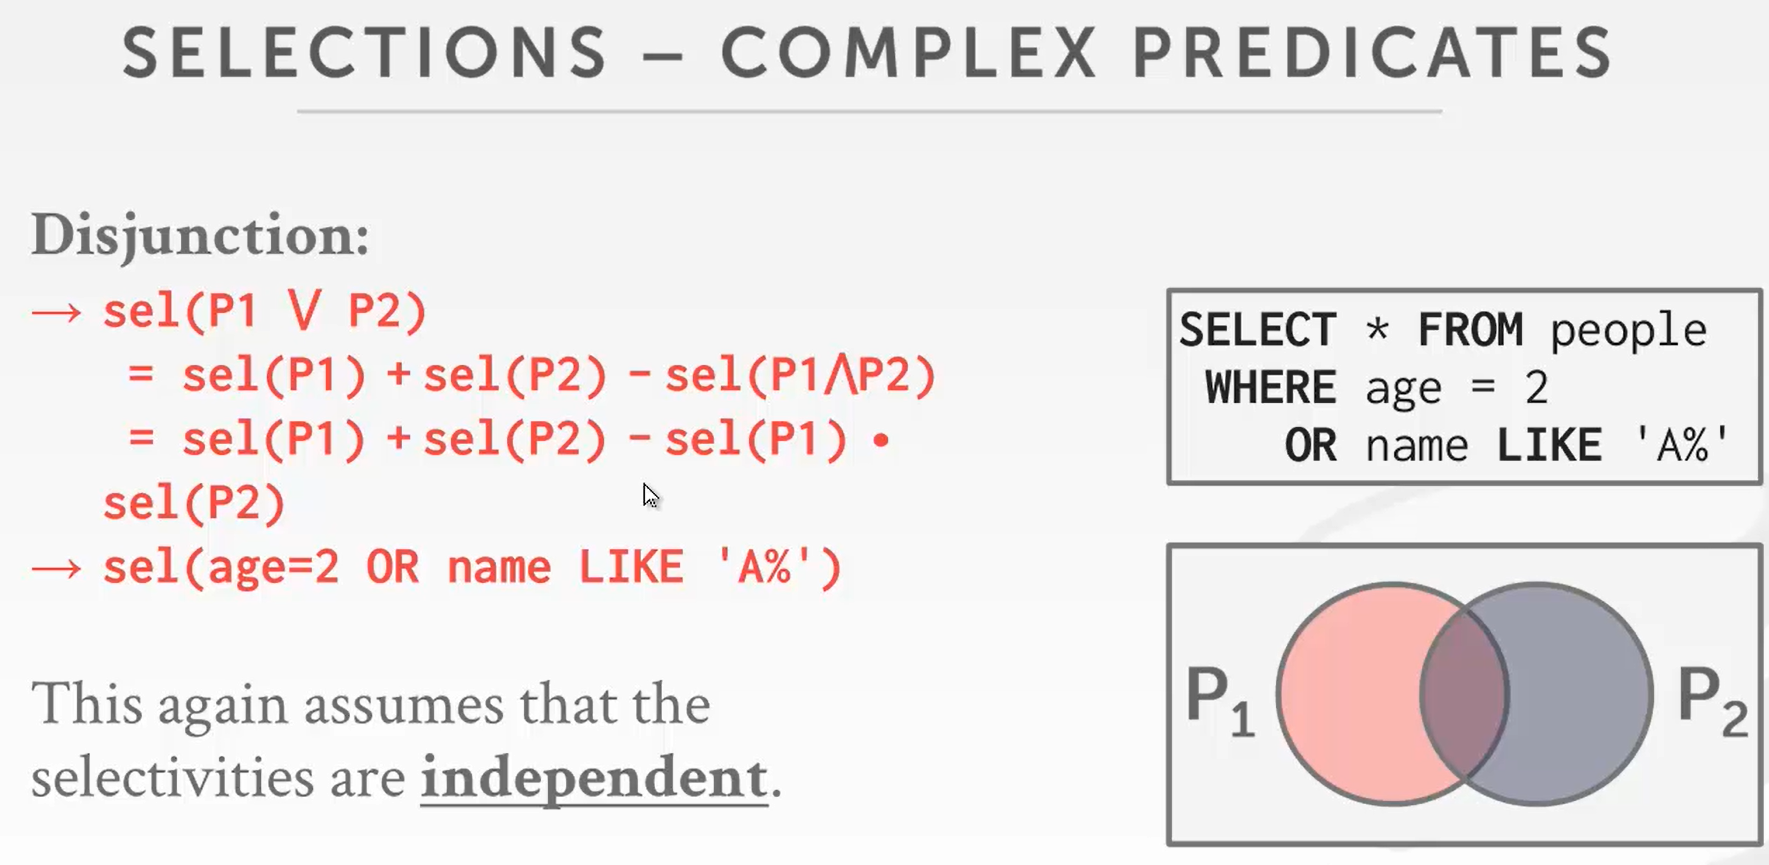 SELECTIONS – COMPLEX PREDICATES
Disjunction:
→ sel(P1 ⋁ P2)
= sel(P1) + sel(P2) – sel(P1⋀P2)
= sel(P1) + sel(P2) – sel(P1) •
sel(P2)
→ sel(age=2 OR name LIKE 'A%')
This again assumes that the
selectivities are independent.
SELECT * FROM people
WHERE age = 2
OR name LIKE 'A%'
P1
P2